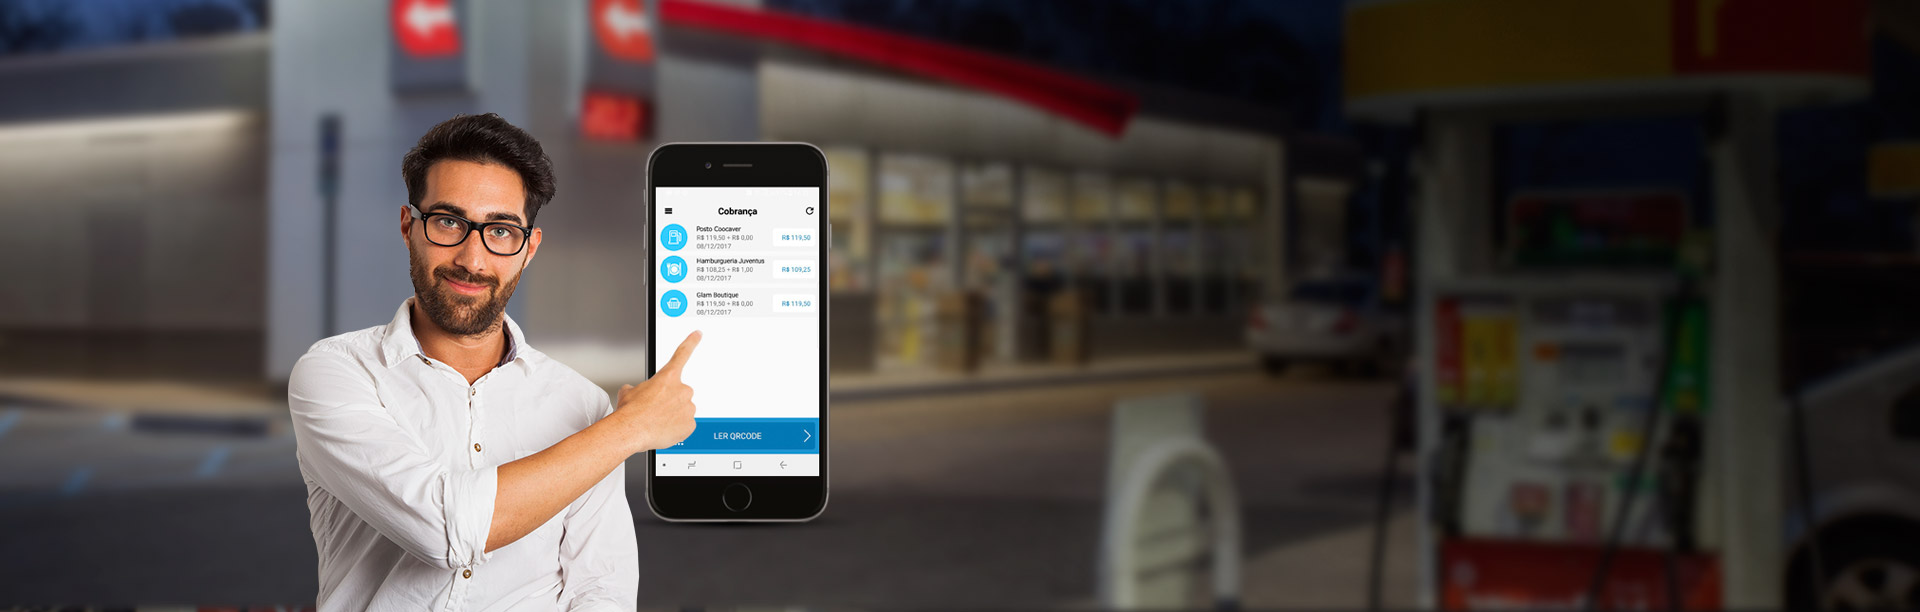 Cobrança
Posto Coocaver
R$ 119,50 + R$ 0,00
08/12/2017
R$ 119,50
Hamburgueria Juventus
R$ 108,25 + R$ 1,00
08/12/2017
R$ 109,25
Glam Boutique
R$ 119,50 + R$ 0,00
08/12/2017
R$ 119,50
LER QRCODE